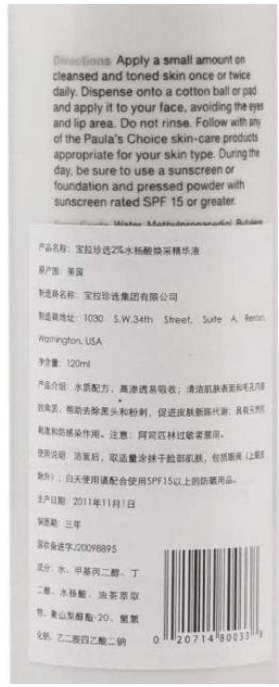 Directions Apply a small amount on
cleansed and toned skin once or twice
daily. Dispense onto a cotton ball or pad
and apply it to your face, avoiding the eyes
and lip area. Do not rinse. Follow with any
of the Paula's Choice skin-care products
appropriate for your skin type. During the
day, be sure to use a sunscreen or
foundation and pressed powder with
sunscreen rated SPF 15 or greater.
Water, Methylpropanediol, Butylene
产品名称: 宝拉珍选2%水杨酸焕采精华液
原产国: 美国
制造商名称: 宝拉珍选集团有限公司
制造商地址: 1030 S.W.34th Street, Suite A, Renton,
Washington, USA
净含量: 120ml
产品介绍: 水质配方, 高渗透易吸收; 清洁肌肤表面和毛孔内部
的角质, 帮助去除黑头和粉刺, 促进皮肤新陈代谢; 具有天然抗
刺激和防感染作用。注意: 阿司匹林过敏者禁用。
使用说明: 洁面后, 取适量涂抹于脸部肌肤, 包括眼周 (上眼睑
除外); 白天使用请配合使用SPF15以上的防晒用品。
生产日期: 2011年11月1日
保质期: 三年
国妆备进字J20098895
成分: 水、甲基丙二醇、丁
二醇、水杨酸、油茶萃取
物、聚山梨醇酯-20、氢氧
化钠、乙二胺四乙酸二钠
0 20714 80033